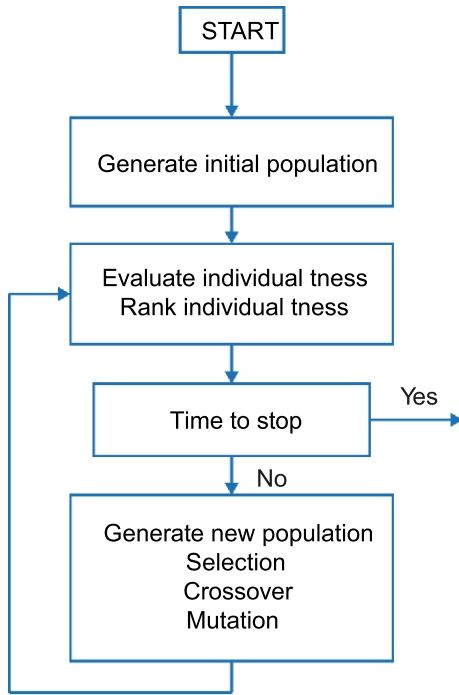 START
Generate initial population
Evaluate individual tness
Rank individual tness
Time to stop
Yes
No
Generate new population
Selection
Crossover
Mutation